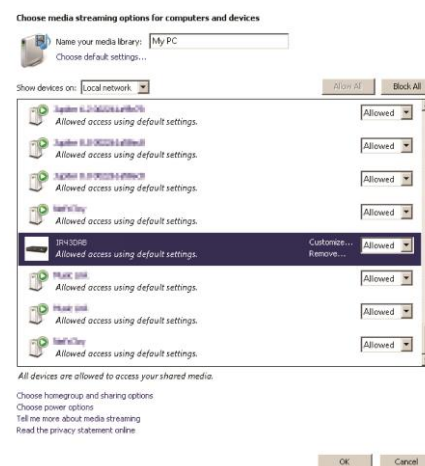 Choose media streaming options for computers and devices
Name your media library: My PC
Choose default settings...
Show devices on: Local network
Allow All
Block All
Allowed
Allowed access using default settings.
Allowed
Allowed access using default settings.
Allowed
Allowed access using default settings.
Allowed
Allowed access using default settings.
IR43DAB
Customize...
Allowed
Allowed access using default settings.
Remove...
Allowed
Allowed access using default settings.
Allowed
Allowed access using default settings.
Allowed
Allowed access using default settings.
All devices are allowed to access your shared media.
Choose homegroup and sharing options
Choose power options
Tell me more about media streaming
Read the privacy statement online
OK
Cancel